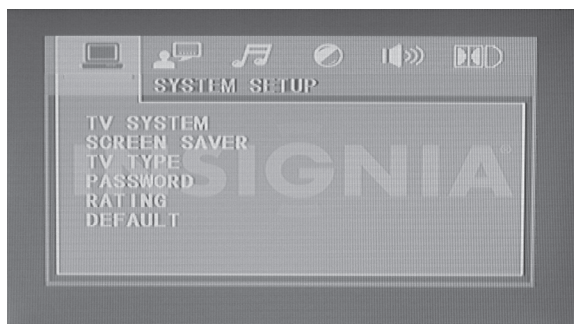 SYSTEM SETUP
TV SYSTEM
SCREEN SAVER
TV TYPE
PASSWORD
RATING
DEFAULT
INSIGNIA®